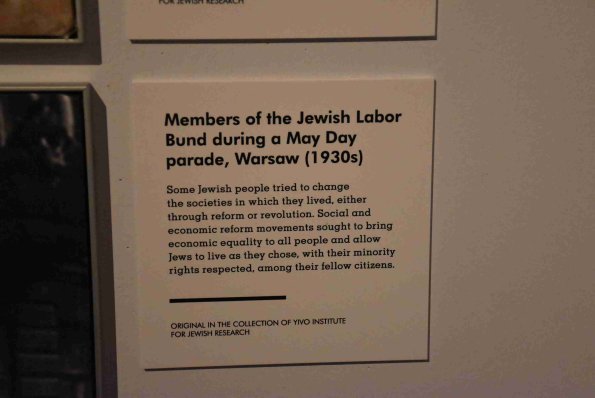 FOR JEWISH RESEARCH
Members of the Jewish Labor
Bund during a May Day
parade, Warsaw (1930s)
Some Jewish people tried to change
the societies in which they lived, either
through reform or revolution. Social and
economic reform movements sought to bring
economic equality to all people and allow
Jews to live as they chose, with their minority
rights respected, among their fellow citizens.
ORIGINAL IN THE COLLECTION OF YIVO INSTITUTE
FOR JEWISH RESEARCH